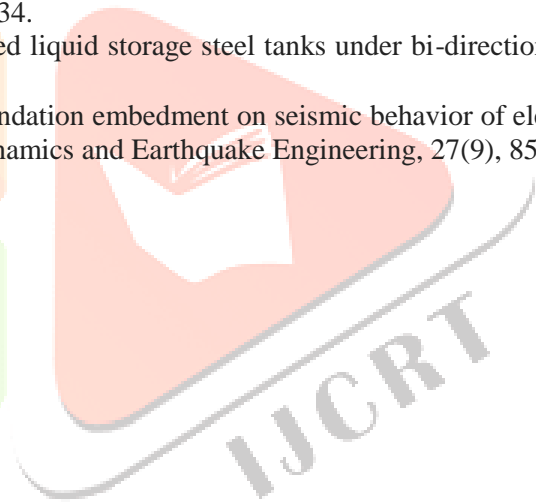 34.
ed liquid storage steel tanks under bi-direction
ndation embedment on seismic behavior of ele
namics and Earthquake Engineering, 27(9), 85
IJCRT